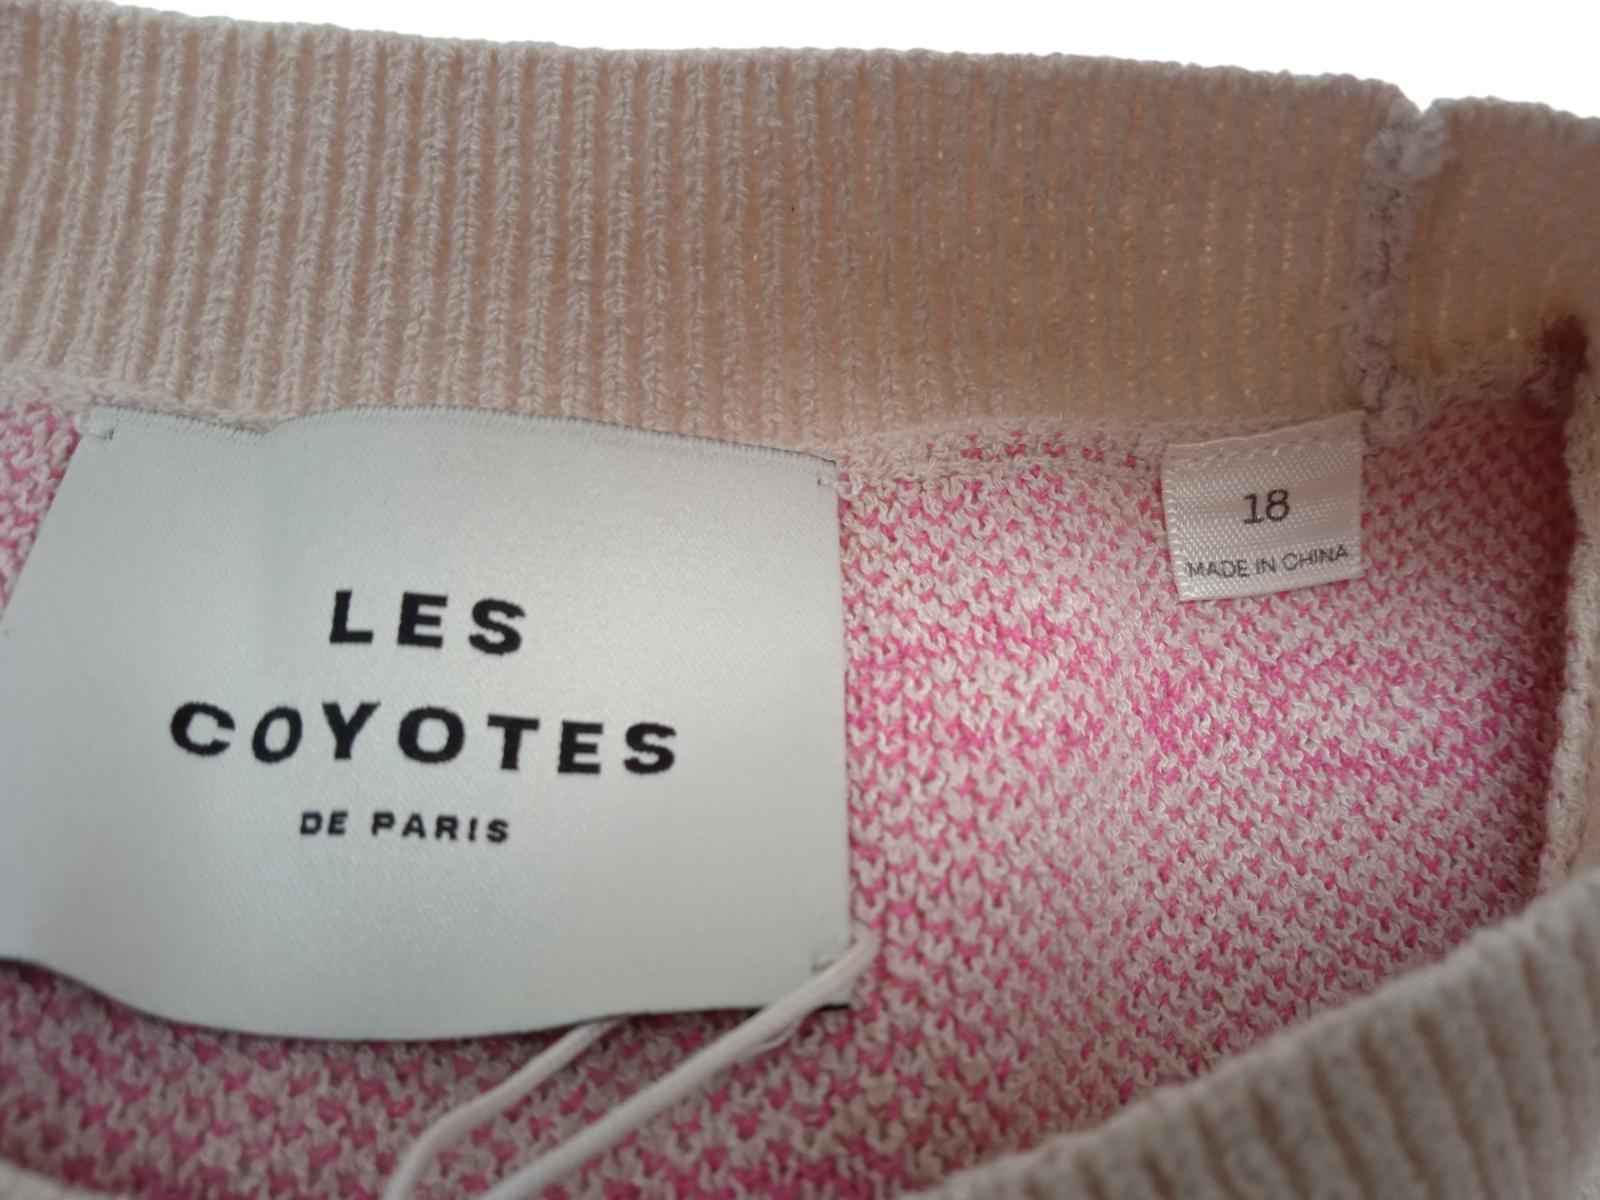 LES
COYOTES
DE PARIS
18
MADE IN CHINA